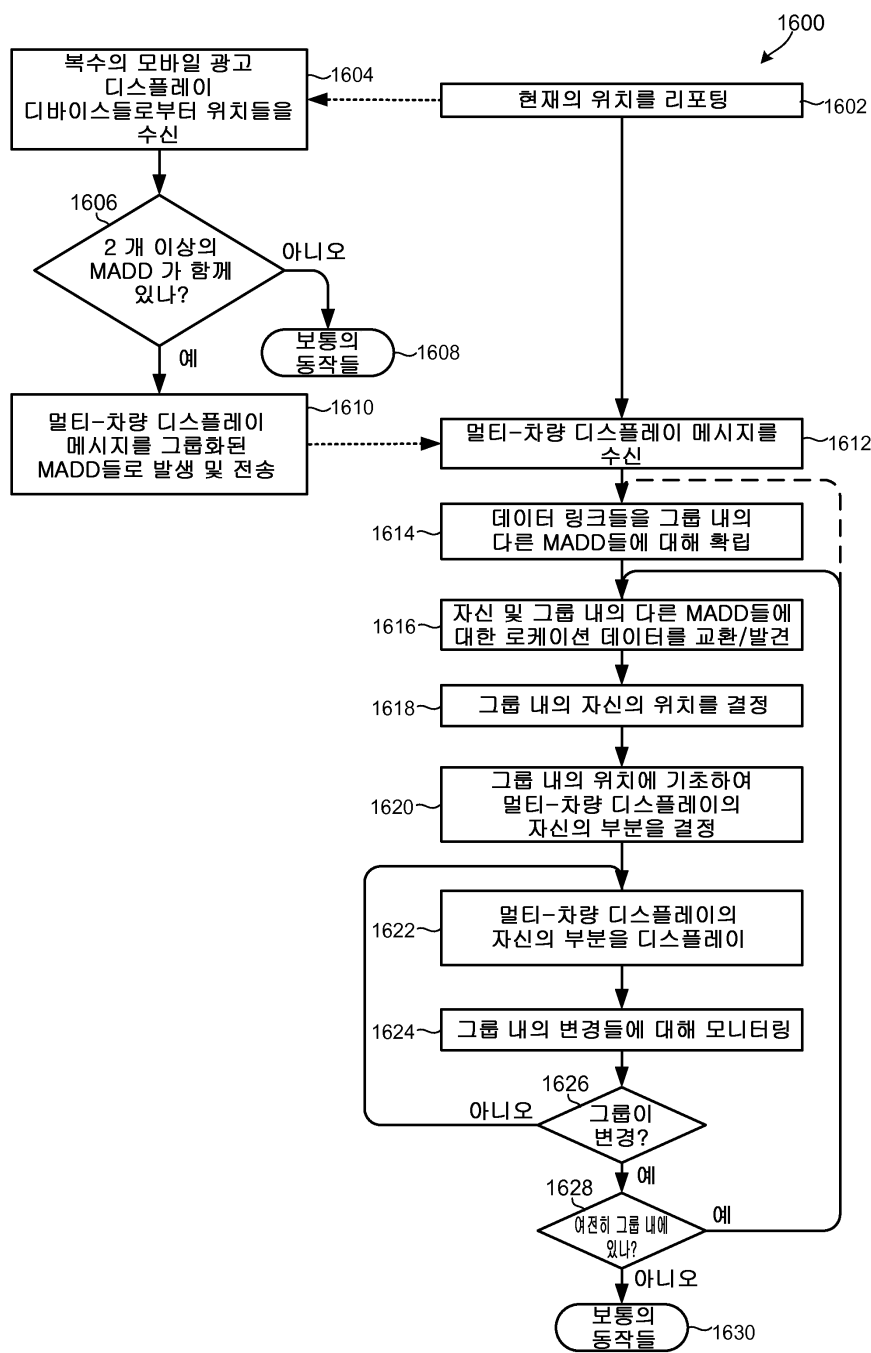 1600
복수의 모바일 광고
디스플레이
디바이스들로부터 위치들을
수신
1604
현재의 위치를 리포팅
1602
1606
2 개 이상의
MADD 가 함께
있나?
아니오
보통의
동작들
1608
예
멀티-차량 디스플레이
메시지를 그룹화된
MADD들로 발생 및 전송
1610
멀티-차량 디스플레이 메시지를
수신
1612
데이터 링크들을 그룹 내의
다른 MADD들에 대해 확립
1614
자신 및 그룹 내의 다른 MADD들에
대한 로케이션 데이터를 교환/발견
1616
그룹 내의 자신의 위치를 결정
1618
그룹 내의 위치에 기초하여
멀티-차량 디스플레이의
자신의 부분을 결정
1620
멀티-차량 디스플레이의
자신의 부분을 디스플레이
1622
그룹 내의 변경들에 대해 모니터링
1624
1626
아니오
그룹이
변경?
예
1628
여전히 그룹 내에
있나?
예
아니오
보통의
동작들
1630